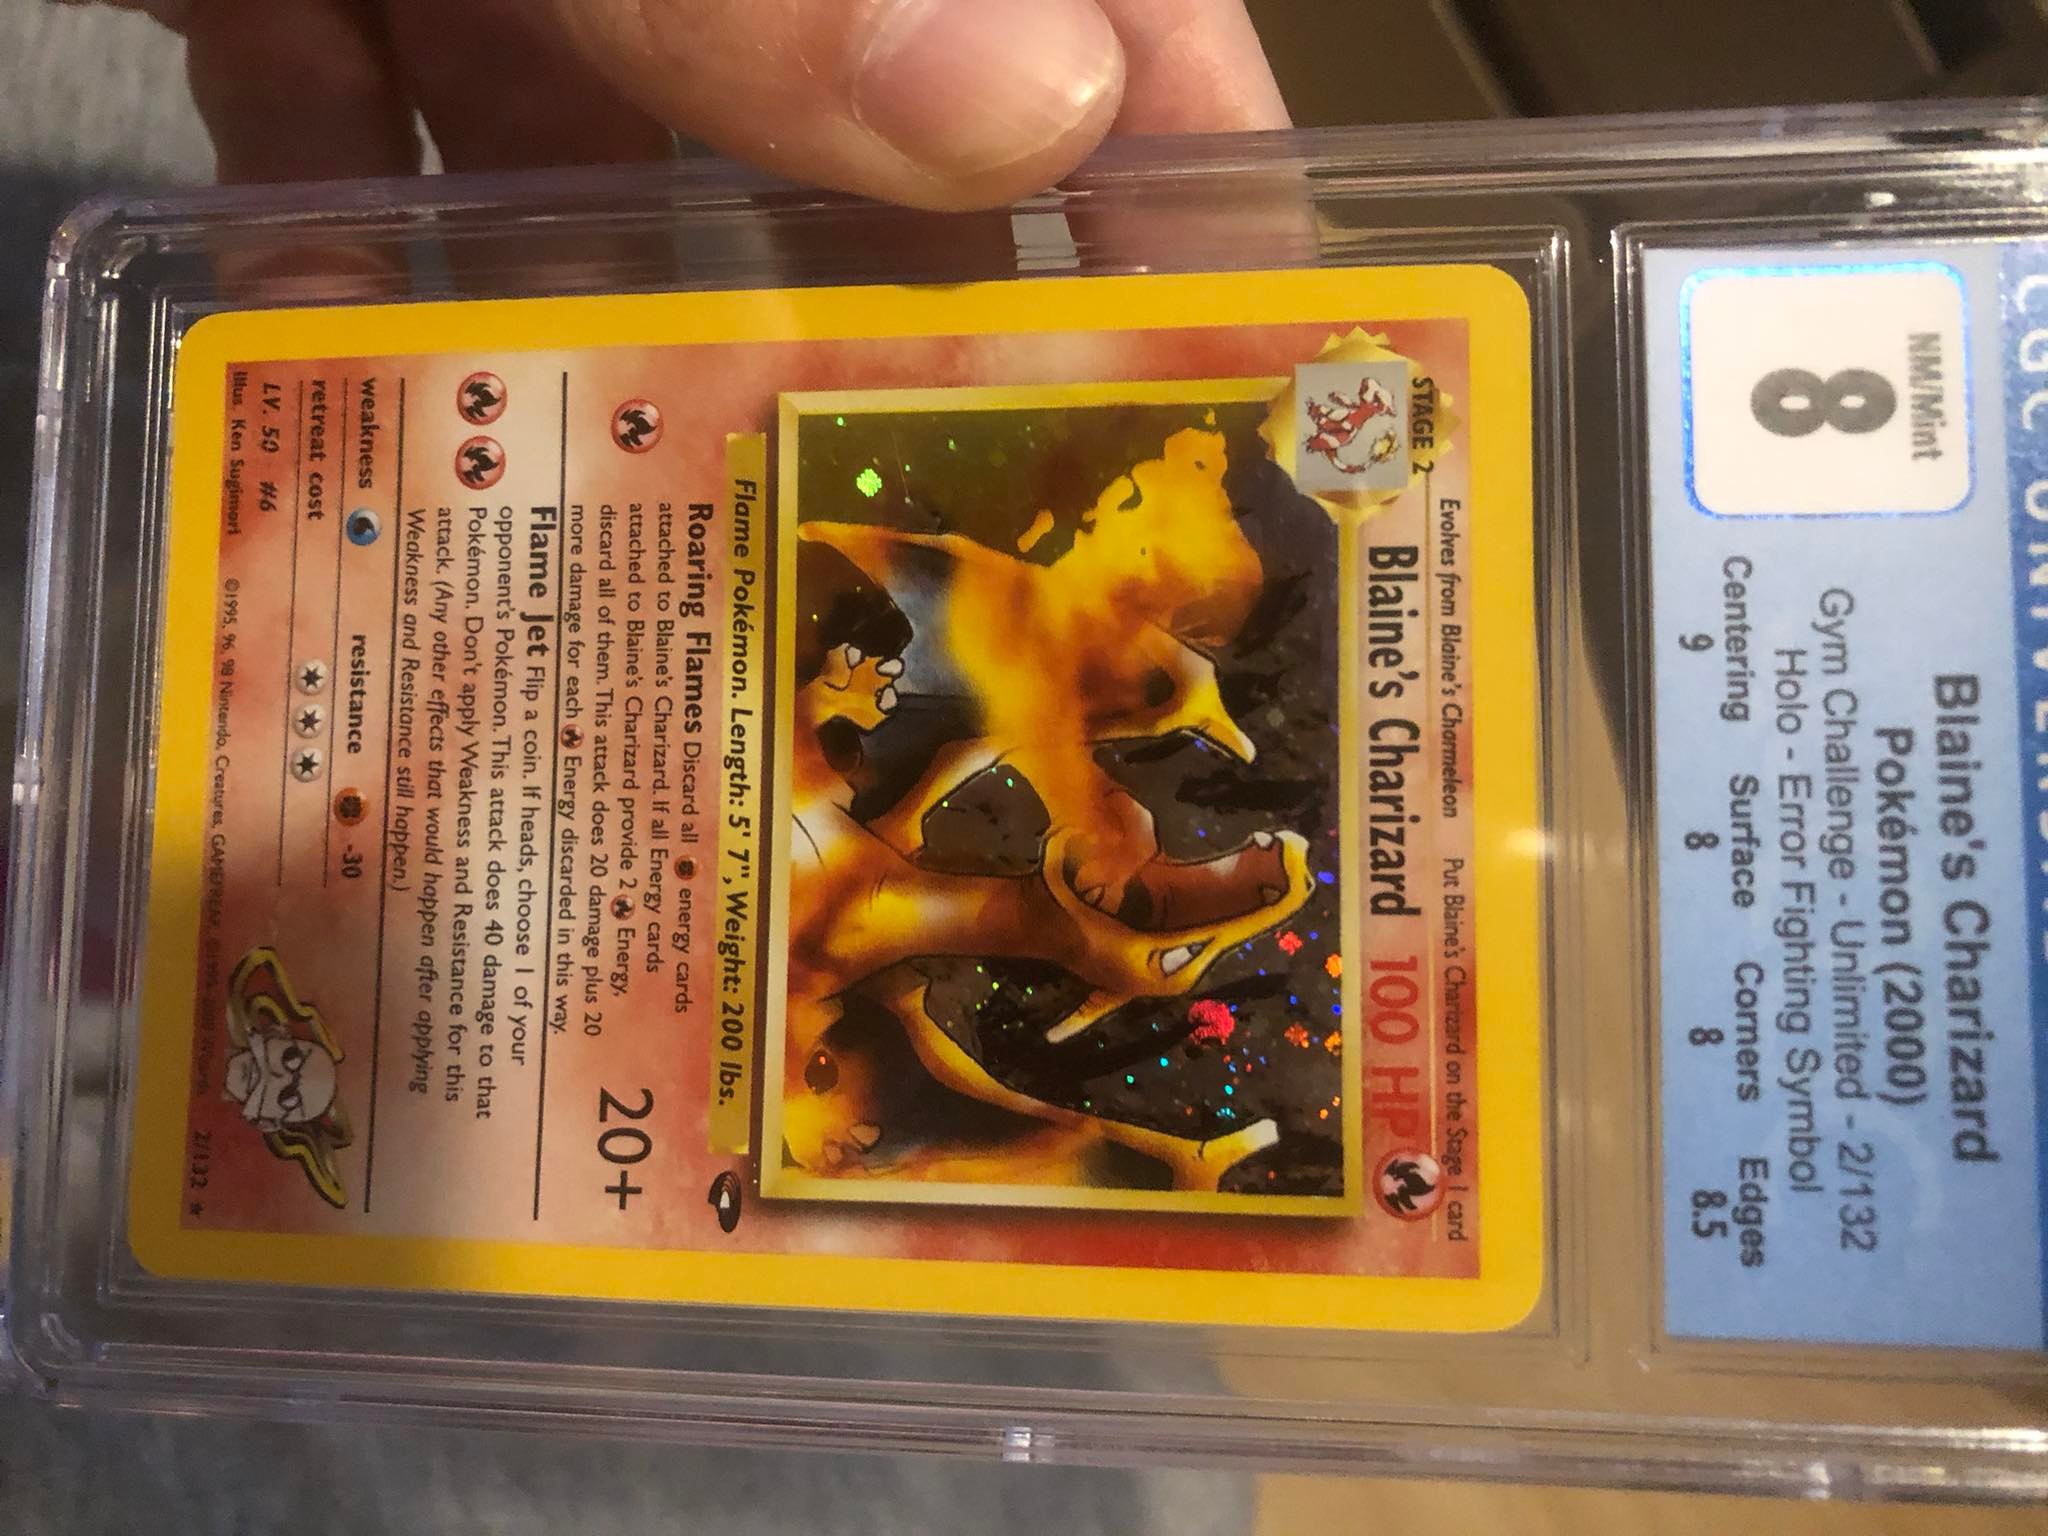 NM/Mint
8
Blaine's Charizard
Pokémon (2000)
Gym Challenge - Unlimited - 2/132
Holo - Error Fighting Symbol
Centering Surface Corners Edges
9 8 8 8.5
Evolves from Blaine's Charmeleon Put Blaine's Charizard on the Stage 1 card
STAGE 2
Blaine's Charizard 100 HP
Flame Pokémon. Length: 5' 7", Weight: 200 lbs.
Roaring Flames Discard all energy cards
attached to Blaine's Charizard. If all Energy cards
attached to Blaine's Charizard provide 2 Energy,
discard all of them. This attack does 20 damage plus 20
more damage for each Energy discarded in this way.
20+
Flame Jet Flip a coin. If heads, choose 1 of your
opponent's Pokémon. This attack does 40 damage to that
Pokémon. Don't apply Weakness and Resistance for this
attack. (Any other effects that would happen after applying
Weakness and Resistance still happen.)
weakness resistance -30
retreat cost
LV. 50 #6
Illus. Ken Sugimori ©1995, 96, 98 Nintendo, Creatures, GAMEFREAK. 2/132 ★